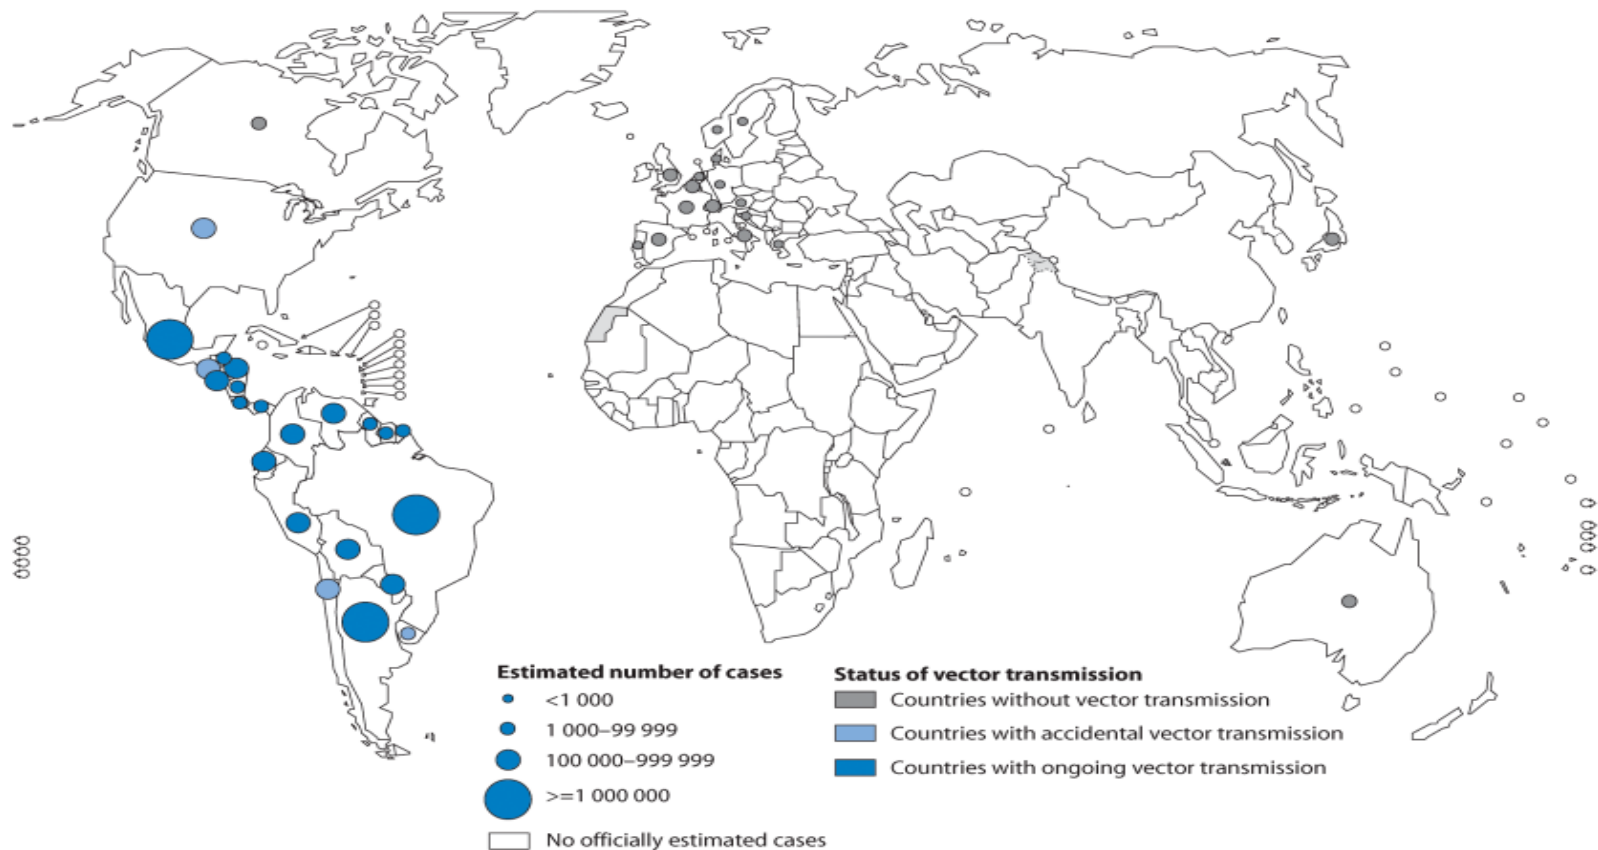 Estimated number of cases
<1 000
1 000–99 999
100 000–999 999
>=1 000 000
No officially estimated cases
Status of vector transmission
Countries without vector transmission
Countries with accidental vector transmission
Countries with ongoing vector transmission